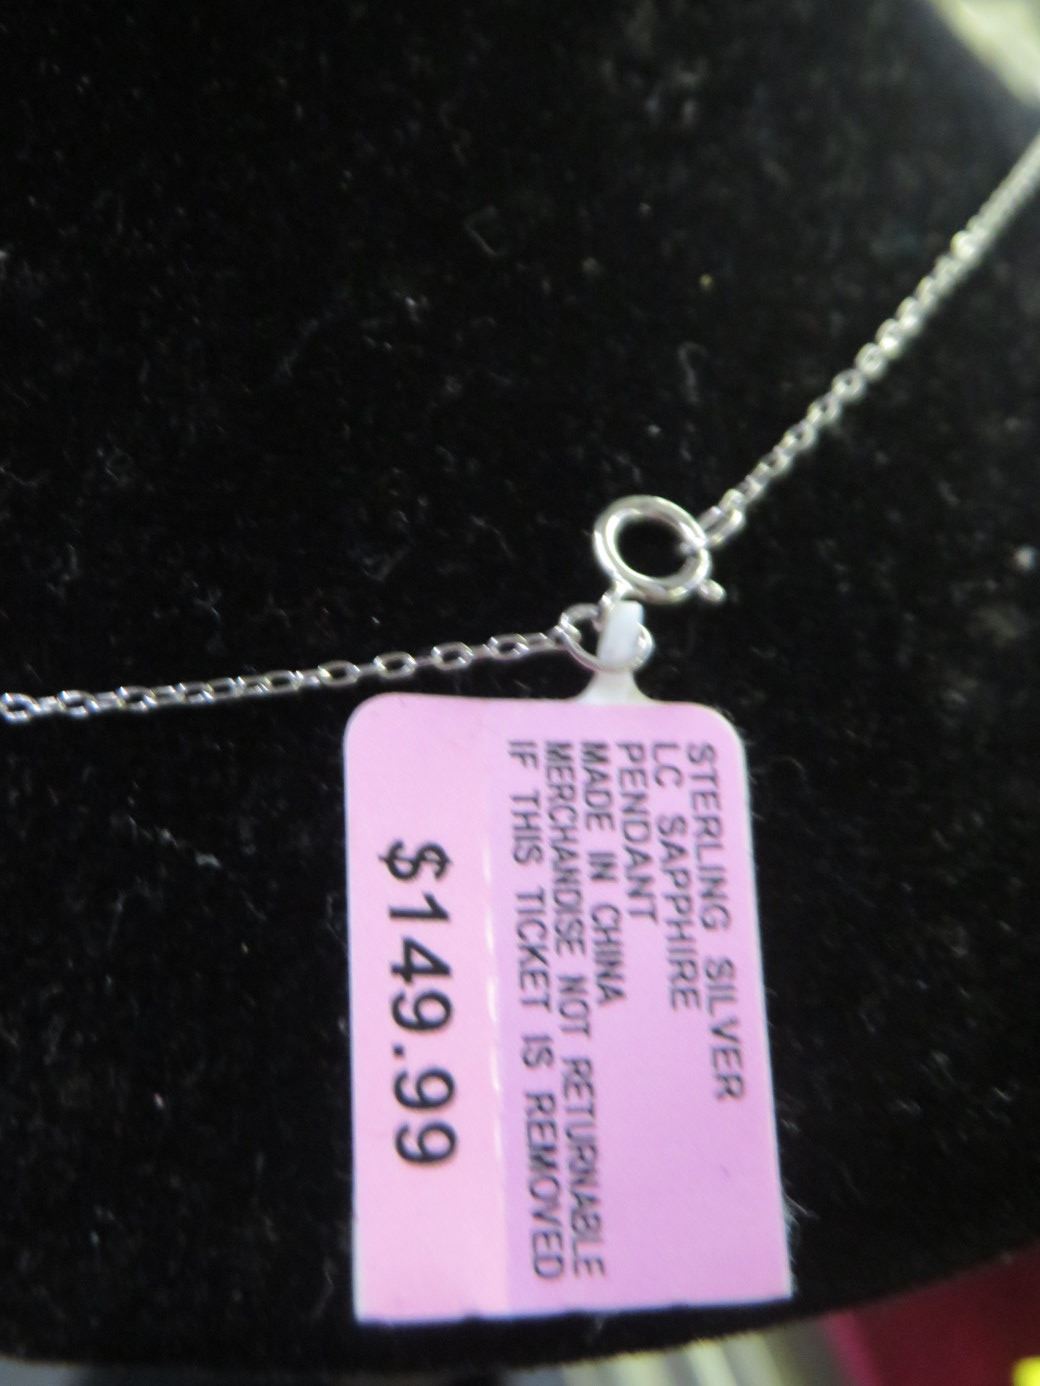 STERLING SILVER
LC SAPPHIRE
PENDANT
MADE IN CHINA
MERCHANDISE NOT RETURNABLE
IF THIS TICKET IS REMOVED
$149.99